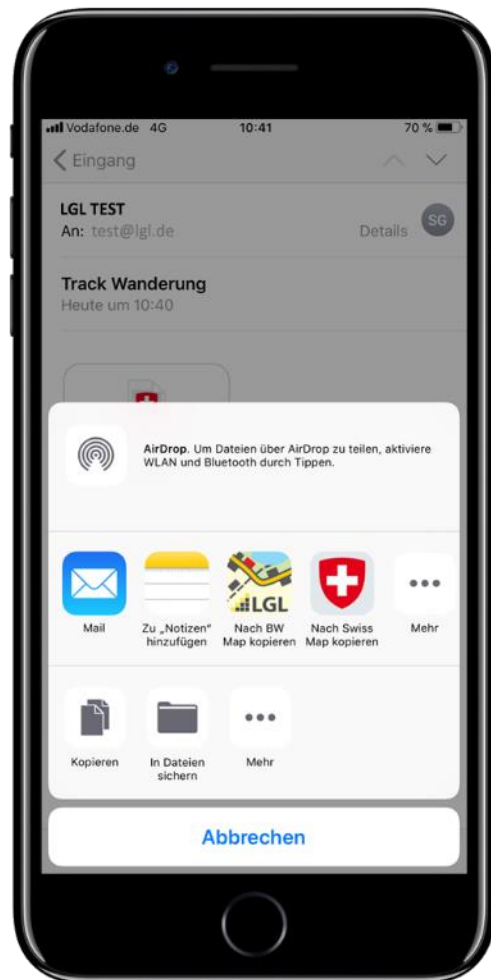 Vodafone.de 4G 10:41 70 %
Eingang
LGL TEST
An: test@lgl.de Details SG
Track Wanderung
Heute um 10:40
AirDrop. Um Dateien über AirDrop zu teilen, aktiviere
WLAN und Bluetooth durch Tippen.
LGL
Mail
Zu „Notizen“
hinzufügen
Nach BW
Map kopieren
Nach Swiss
Map kopieren
Mehr
Kopieren
In Dateien
sichern
Mehr
Abbrechen